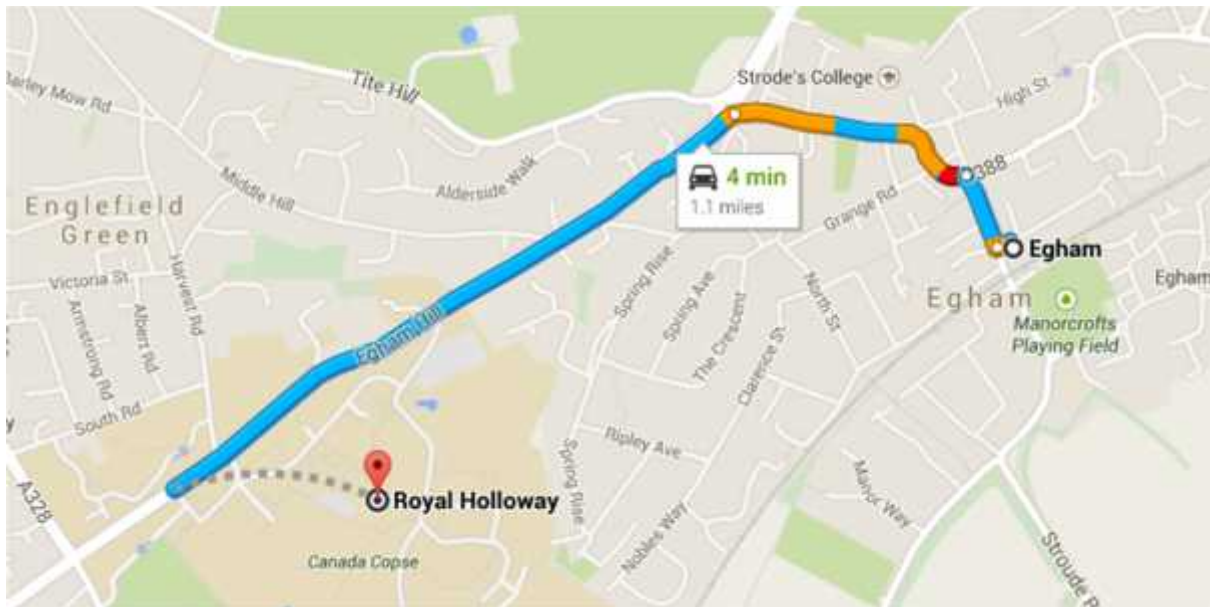 Strode's College
High St
Tite Hill
Barley Mow Rd
Middle Hill
Alderside Walk
4 min
1.1 miles
388
Grange Rd
Englefield
Green
Egham
Victoria St
Harvest Rd
Armstrong Rd
Albert Rd
Spring Rise
Spring Ave
The Crescent
North St
Clarence St
Egham
Egham
Manorcrofts
Playing Field
Egham Hill
South Rd
Ripley Ave
Spring Rise
Royal Holloway
A328
Nobles Way
Manor Way
Canada Copse